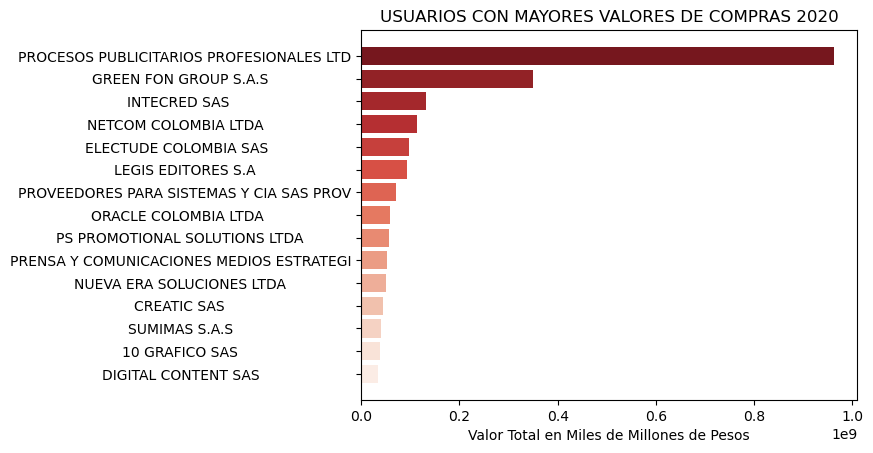 USUARIOS CON MAYORES VALORES DE COMPRAS 2020
PROCESOS PUBLICITARIOS PROFESIONALES LTD
GREEN FON GROUP S.A.S
INTECRED SAS
NETCOM COLOMBIA LTDA
ELECTUDE COLOMBIA SAS
LEGIS EDITORES S.A
PROVEEDORES PARA SISTEMAS Y CIA SAS PROV
ORACLE COLOMBIA LTDA
PS PROMOTIONAL SOLUTIONS LTDA
PRENSA Y COMUNICACIONES MEDIOS ESTRATEGI
NUEVA ERA SOLUCIONES LTDA
CREATIC SAS
SUMIMAS S.A.S
10 GRAFICO SAS
DIGITAL CONTENT SAS
0.0 0.2 0.4 0.6 0.8 1.0
Valor Total en Miles de Millones de Pesos
1e9